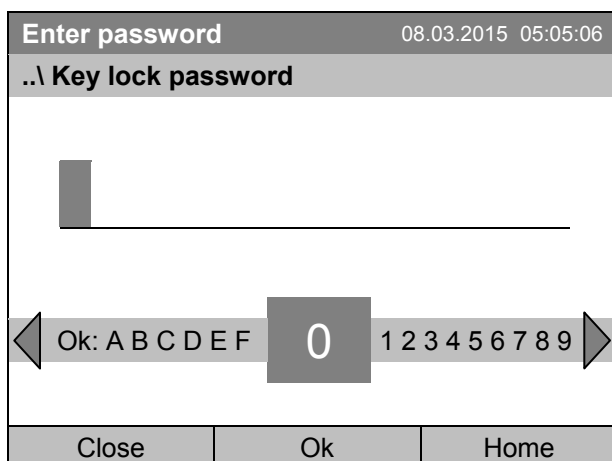 Enter password 08.03.2015 05:05:06
..\ Key lock password
Ok: A B C D E F 0 1 2 3 4 5 6 7 8 9
Close Ok Home